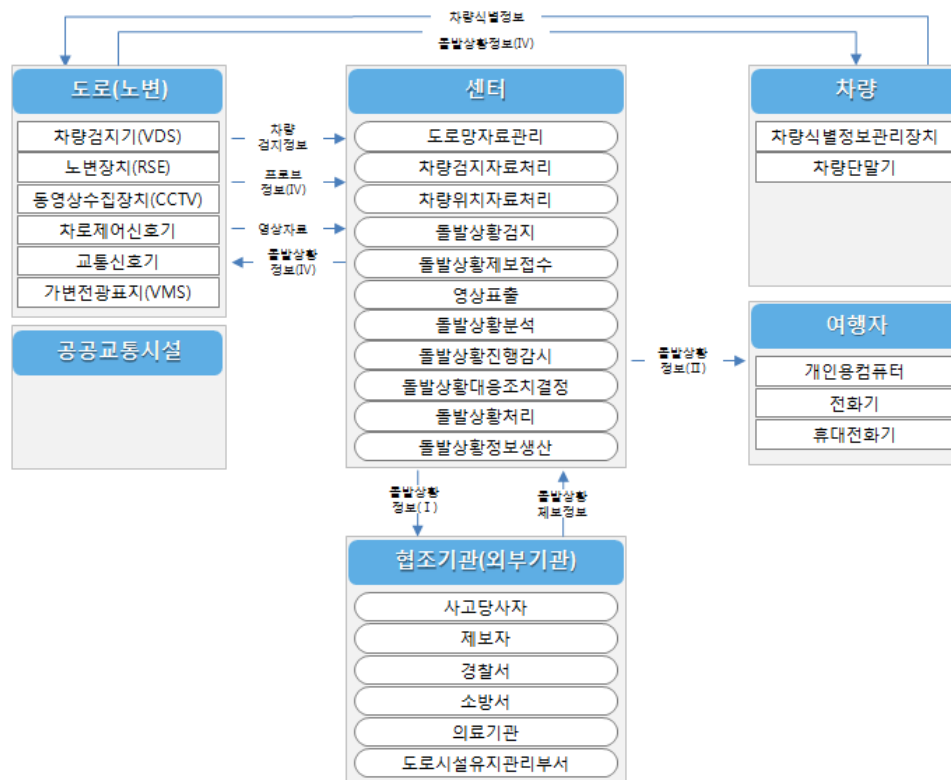 차량식별정보
돌발상황정보(IV)
도로(노변)
차량검지기(VDS)
노변장치(RSE)
동영상수집장치(CCTV)
차로제어신호기
교통신호기
가변전광표지(VMS)
공공교통시설
차량
검지정보
프로브
정보(IV)
영상자료
돌발상황
정보(IV)
센터
도로망자료관리
차량검지자료처리
차량위치자료처리
돌발상황검지
돌발상황제보접수
영상표출
돌발상황분석
돌발상황진행감시
돌발상황대응조치결정
돌발상황처리
돌발상황정보생산
차량
차량식별정보관리장치
차량단말기
돌발상황
정보(Ⅱ)
여행자
개인용컴퓨터
전화기
휴대전화기
돌발상황
정보(Ⅰ)
돌발상황
제보정보
협조기관(외부기관)
사고당사자
제보자
경찰서
소방서
의료기관
도로시설유지관리부서